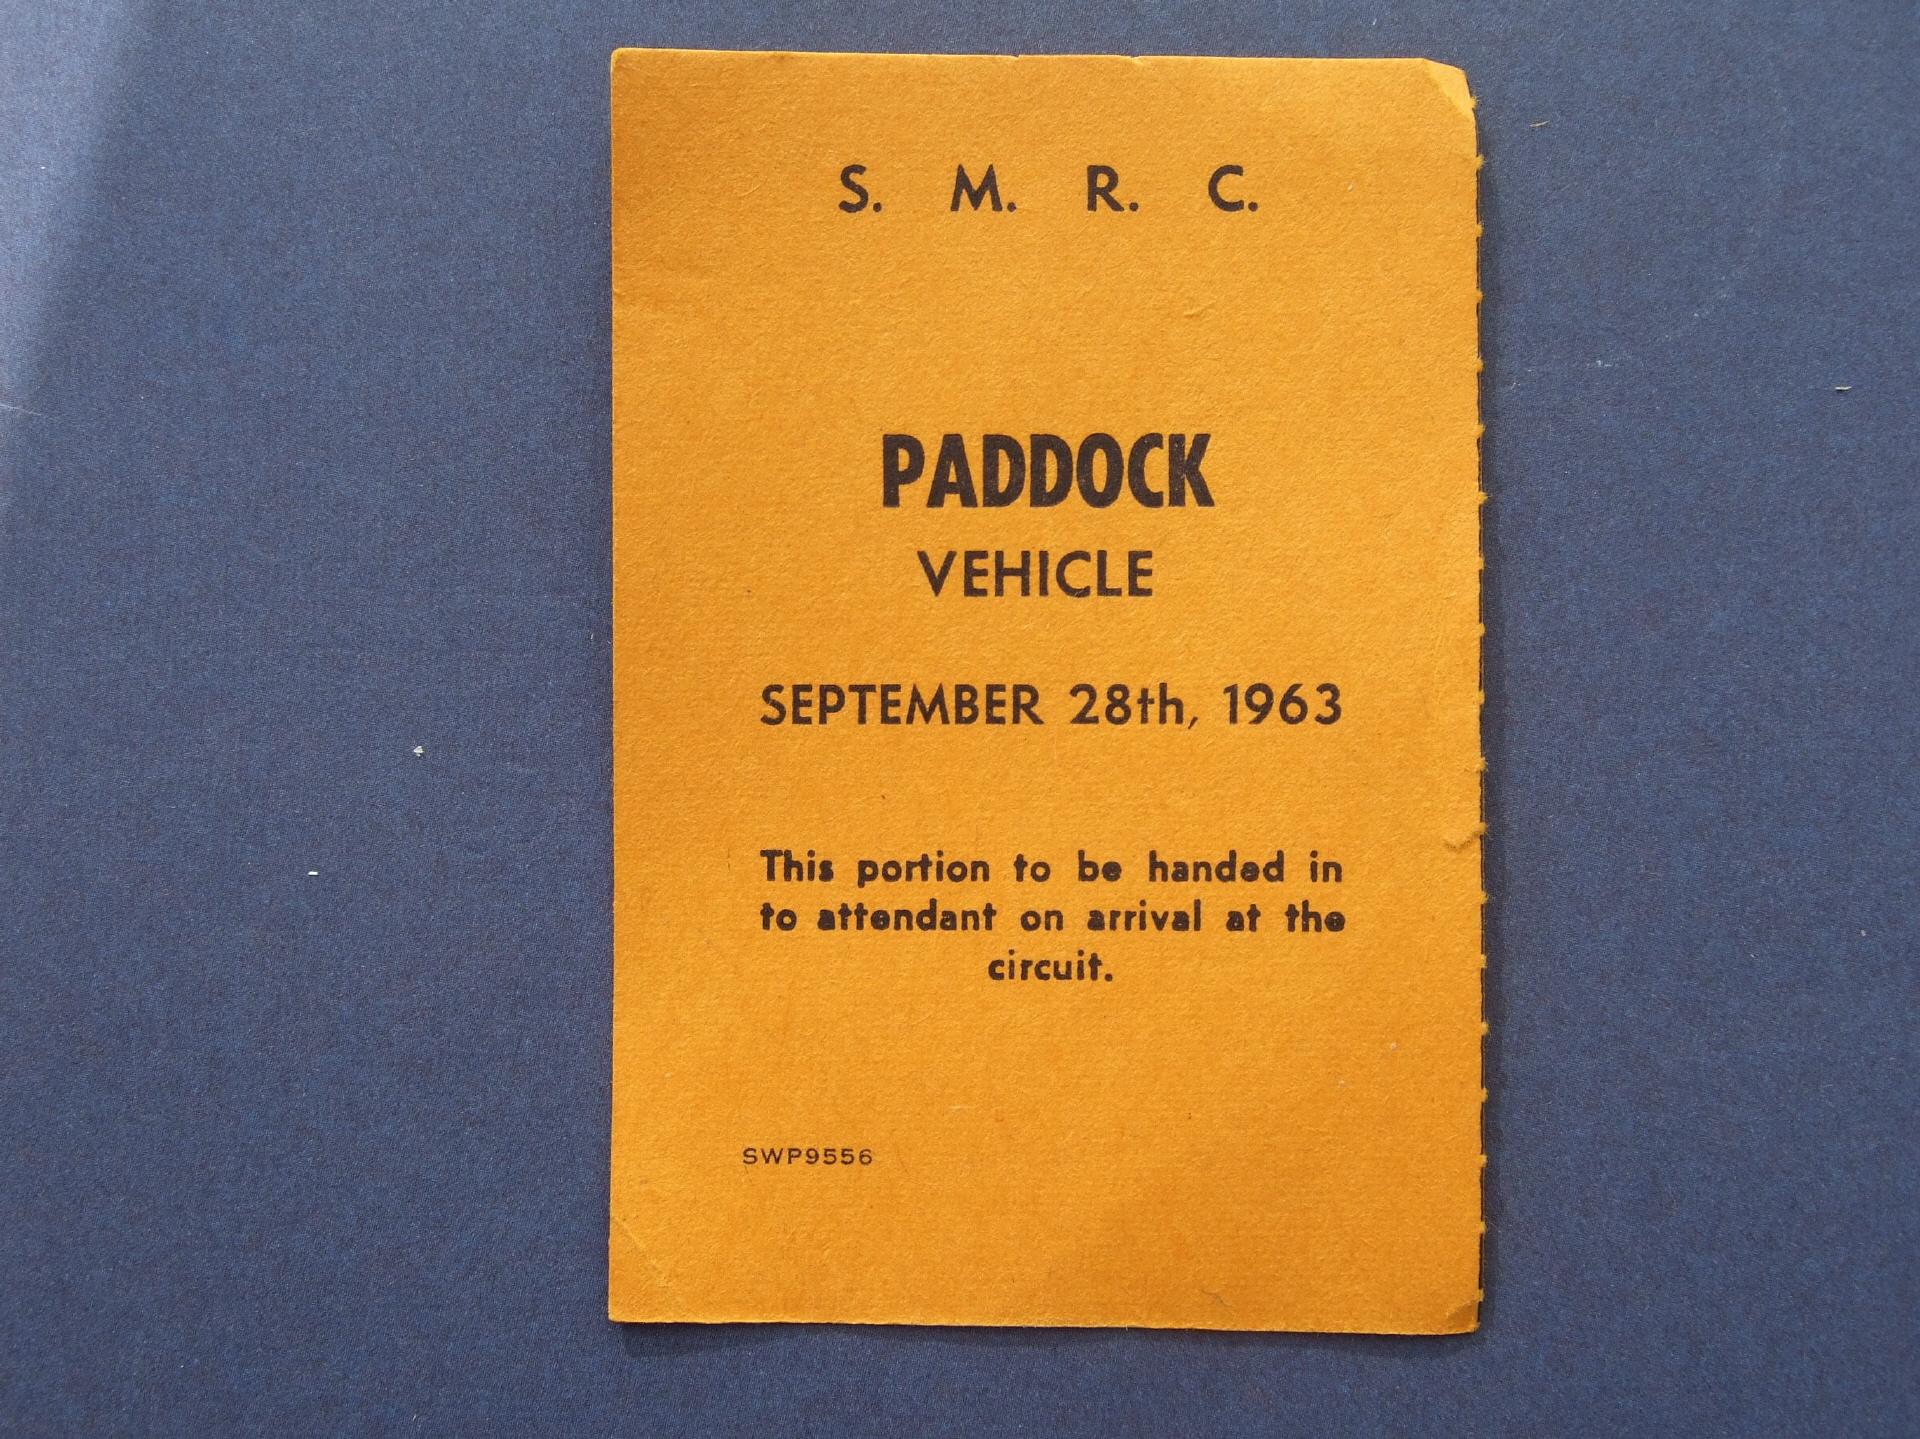 S. M. R. C.
PADDOCK
VEHICLE
SEPTEMBER 28th, 1963
This portion to be handed in
to attendant on arrival at the
circuit.
SWP9556